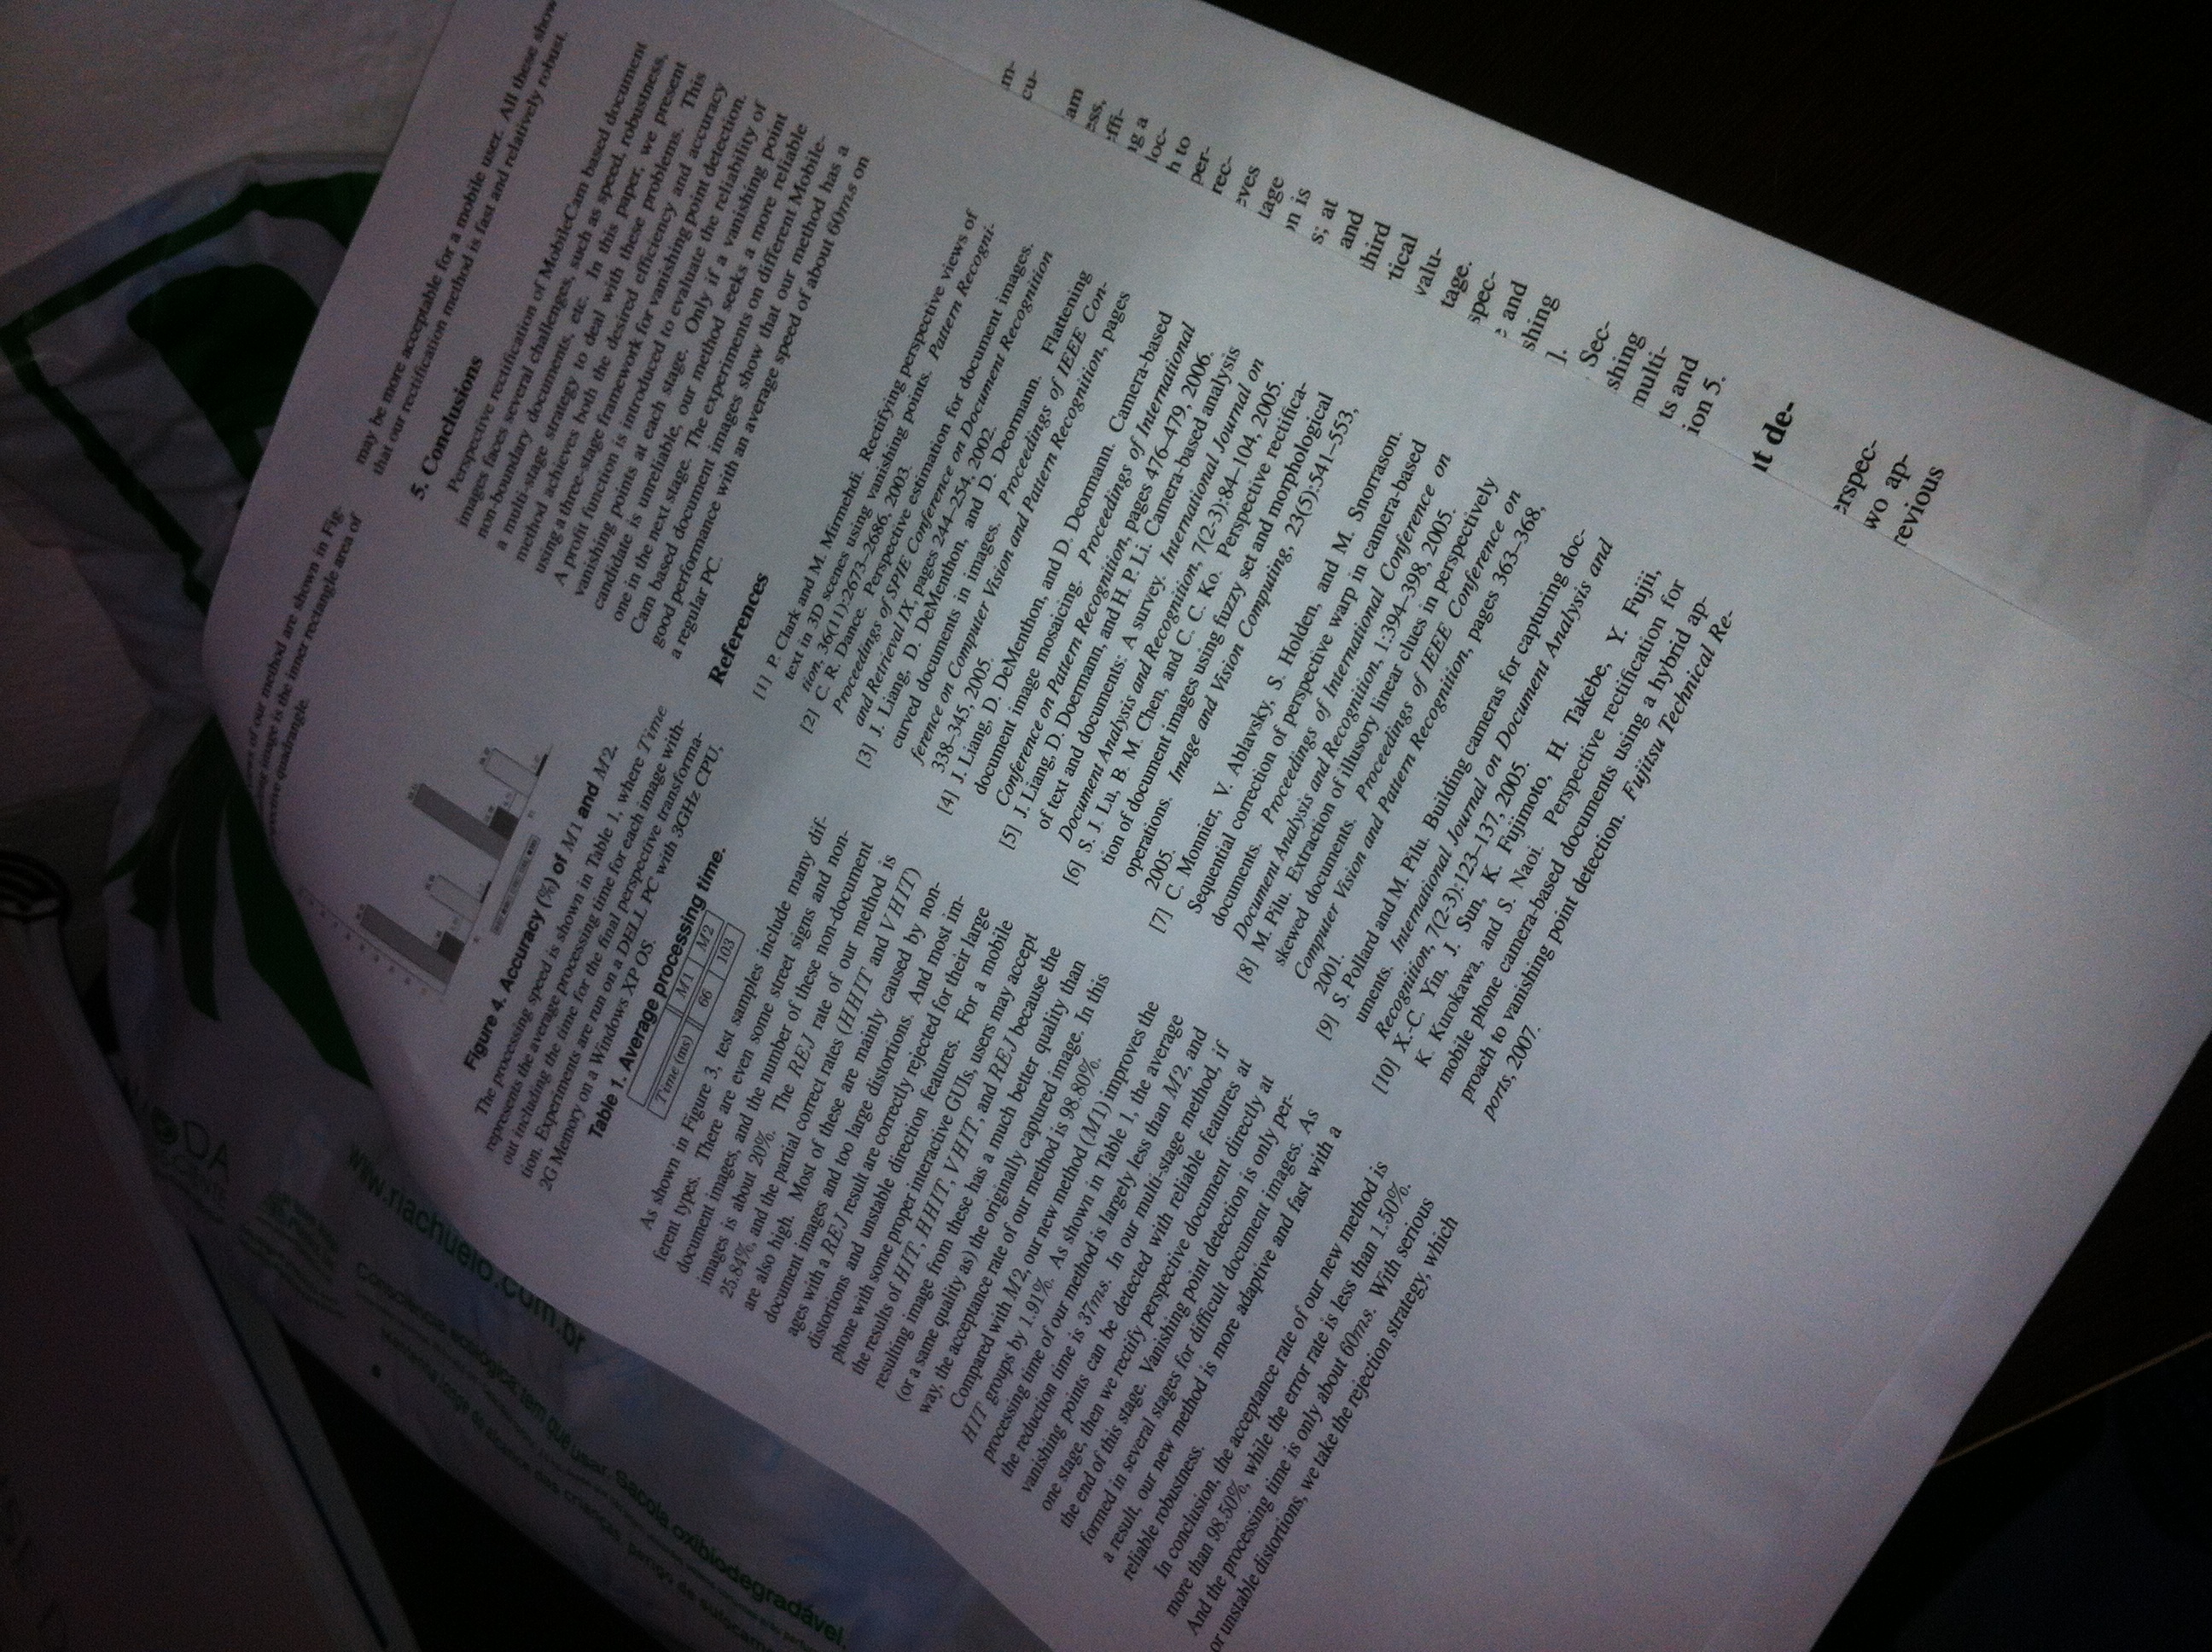 of our method are shown in Fig-
image is the inner rectangle area of
quadrangle.
Figure 4. Accuracy (%) of M1 and M2.
The processing speed is shown in Table 1, where Time
represents the average processing time for each image with-
out including the time for the final perspective transforma-
tion. Experiments are run on a DELL PC with 3GHz CPU,
2G Memory on a Windows XP OS.
Table 1. Average processing time.
M1 M2
Time (ms) 66 103
As shown in Figure 3, test samples include many dif-
ferent types. There are even some street signs and non-
document images, and the number of these non-document
images is about 20%. The REJ rate of our method is
25.84%, and the partial correct rates (HHIT and VHIT)
are also high. Most of these are mainly caused by non-
document images and too large distortions. And most im-
ages with a REJ result are correctly rejected for their large
distortions and unstable direction features. For a mobile
phone with some proper interactive GUIs, users may accept
the results of HIT, HHIT, VHIT, and REJ because the
resulting image from these has a much better quality than
(or a same quality as) the originally captured image. In this
way, the acceptance rate of our method is 98.80%.
Compared with M2, our new method (M1) improves the
HIT groups by 1.91%. As shown in Table 1, the average
processing time of our method is largely less than M2, and
the reduction time is 37ms. In our multi-stage method, if
vanishing points can be detected with reliable features at
one stage, then we rectify perspective document directly at
the end of this stage. Vanishing point detection is only per-
formed in several stages for difficult document images. As
a result, our new method is more adaptive and fast with a
reliable robustness.
In conclusion, the acceptance rate of our new method is
more than 98.50%, while the error rate is less than 1.50%.
And the processing time is only about 60ms. With serious
or unstable distortions, we take the rejection strategy, which
may be more acceptable for a mobile user. All these show
that our rectification method is fast and relatively robust.
5. Conclusions
Perspective rectification of MobileCam based document
images faces several challenges, such as speed, robustness,
non-boundary documents, etc. In this paper, we present
a multi-stage strategy to deal with these problems. This
method achieves both the desired efficiency and accuracy
using a three-stage framework for vanishing point detection.
A profit function is introduced to evaluate the reliability of
vanishing points at each stage. Only if a vanishing point
candidate is unreliable, our method seeks a more reliable
one in the next stage. The experiments on different Mobile-
Cam based document images show that our method has a
good performance with an average speed of about 60ms on
a regular PC.
References
[1] P. Clark and M. Mirmehdi. Rectifying perspective views of
text in 3D scenes using vanishing points. Pattern Recogni-
tion, 36(11):2673–2686, 2003.
[2] C. R. Dance. Perspective estimation for document images.
Proceedings of SPIE Conference on Document Recognition
and Retrieval IX, pages 244–254, 2002.
[3] J. Liang, D. DeMenthon, and D. Deormann. Flattening
curved documents in images. Proceedings of IEEE Con-
ference on Computer Vision and Pattern Recognition, pages
338–345, 2005.
[4] J. Liang, D. DeMenthon, and D. Deormann. Camera-based
document image mosaicing. Proceedings of International
Conference on Pattern Recognition, pages 476–479, 2006.
[5] J. Liang, D. Doermann, and H. P. Li. Camera-based analysis
of text and documents: A survey. International Journal on
Document Analysis and Recognition, 7(2-3):84–104, 2005.
[6] S. J. Lu, B. M. Chen, and C. C. Ko. Perspective rectifica-
tion of document images using fuzzy set and morphological
operations. Image and Vision Computing, 23(5):541–553,
2005.
[7] C. Monnier, V. Ablavsky, S. Holden, and M. Snorrason.
Sequential correction of perspective warp in camera-based
documents. Proceedings of International Conference on
Document Analysis and Recognition, 1:394–398, 2005.
[8] M. Pilu. Extraction of illusory linear clues in perspectively
skewed documents. Proceedings of IEEE Conference on
Computer Vision and Pattern Recognition, pages 363–368,
2001.
[9] S. Pollard and M. Pilu. Building cameras for capturing doc-
uments. International Journal on Document Analysis and
Recognition, 7(2-3):123–137, 2005.
[10] X.-C. Yin, J. Sun, K. Fujimoto, H. Takebe, Y. Fujii,
K. Kurokawa, and S. Naoi. Perspective rectification for
mobile phone camera-based documents using a hybrid ap-
proach to vanishing point detection. Fujitsu Technical Re-
ports, 2007.
m-
cu-
am
ess,
effi-
ng a
loc-
h to
per-
rec-
eves
tage
on is
s; at
and
third
tical
valu-
tage.
spec-
and
shing
].
Sec-
shing
multi-
ts and
ion 5.
nt de-
erspec-
two ap-
revious
www.riachuelo.com.br
Sacola oxibiodegradável.